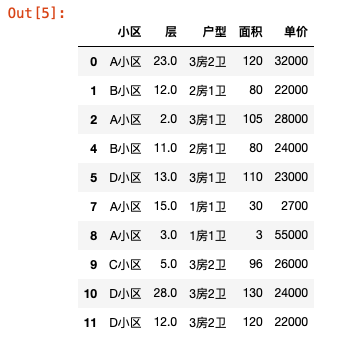 Out[5]:
小区 层 户型 面积 单价
0 A小区 23.0 3房2卫 120 32000
1 B小区 12.0 2房1卫 80 22000
2 A小区 2.0 3房1卫 105 28000
4 B小区 11.0 2房1卫 80 24000
5 D小区 13.0 3房1卫 110 23000
7 A小区 15.0 1房1卫 30 2700
8 A小区 3.0 1房1卫 3 55000
9 C小区 5.0 3房2卫 96 26000
10 D小区 28.0 3房2卫 130 24000
11 D小区 12.0 3房2卫 120 22000